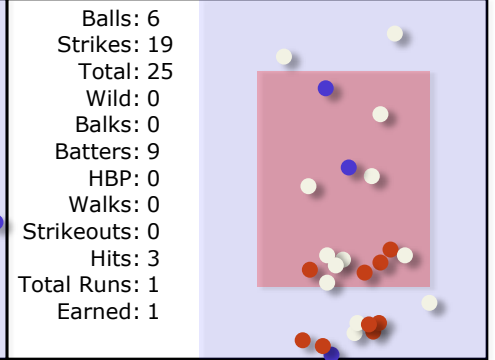 Balls: 6
Strikes: 19
Total: 25
Wild: 0
Balks: 0
Batters: 9
HBP: 0
Walks: 0
Strikeouts: 0
Hits: 3
Total Runs: 1
Earned: 1